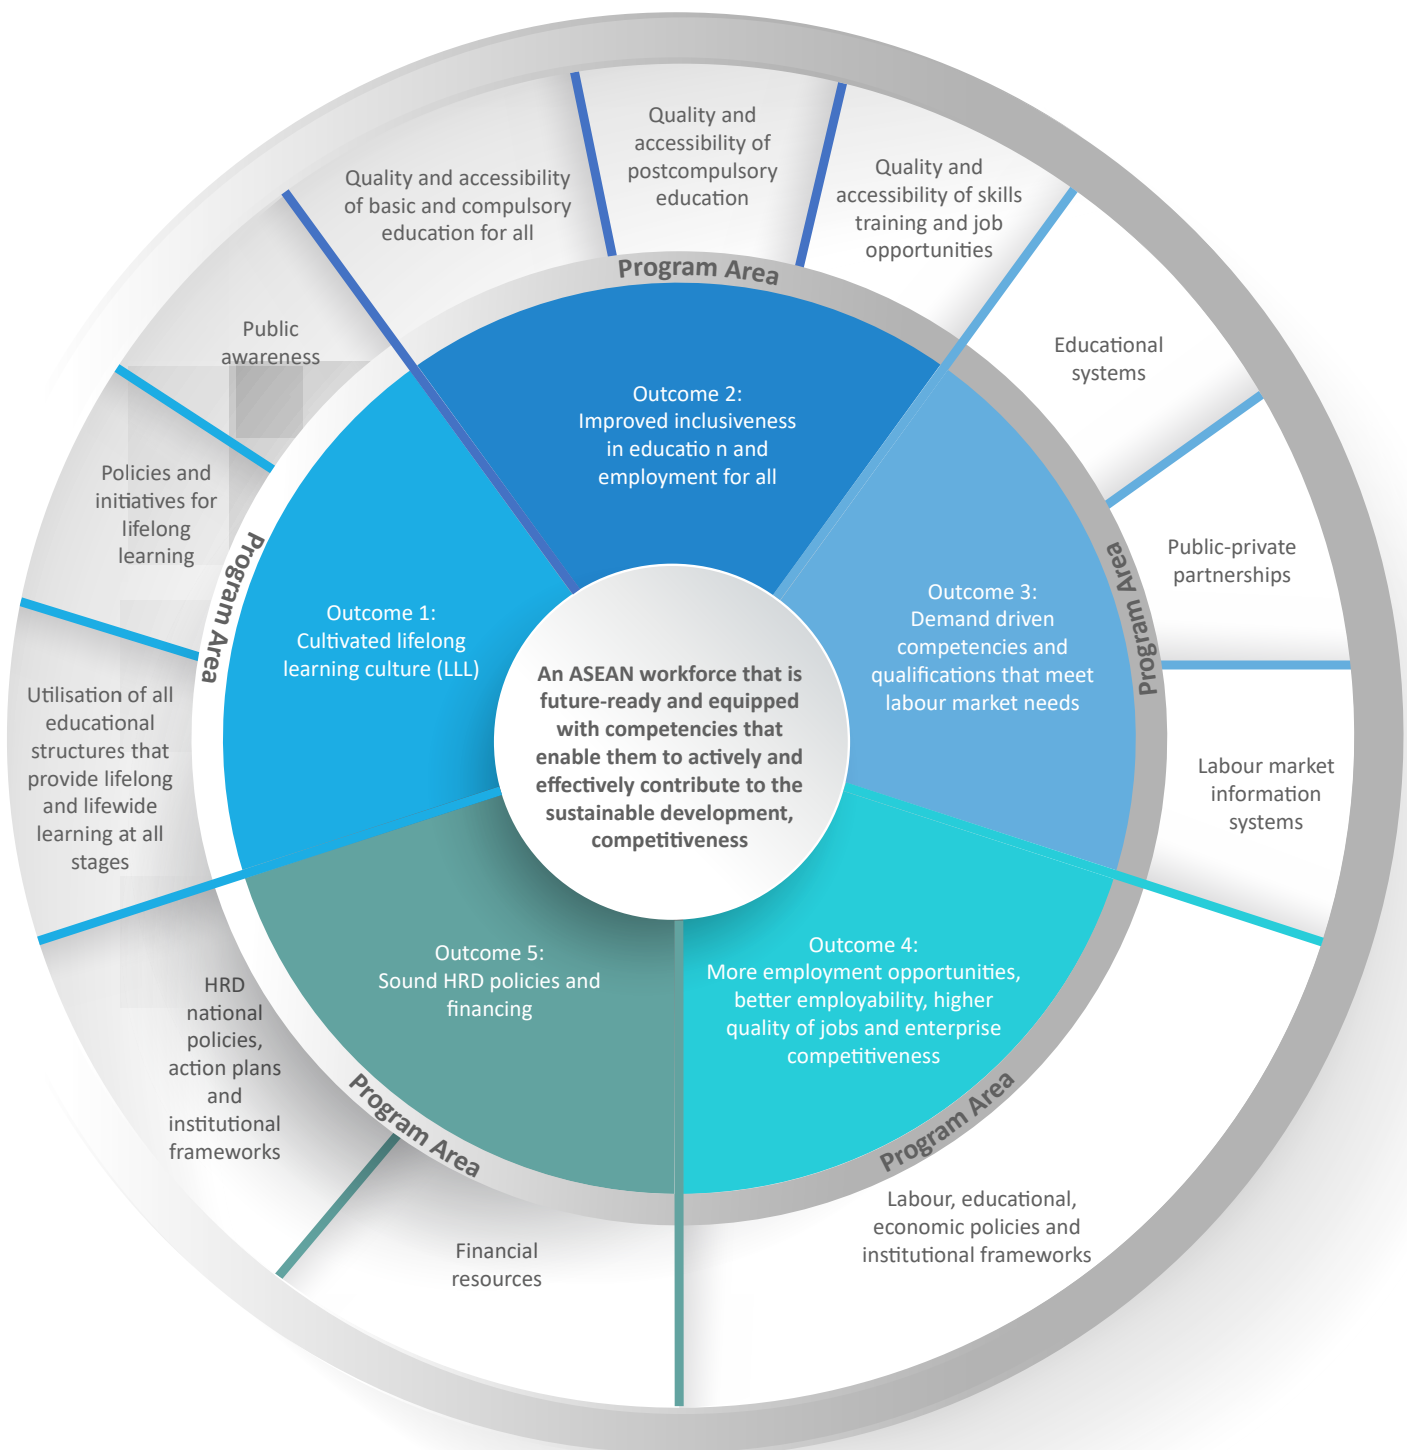 Quality and
accessibility of
postcompulsory
education
Quality and accessibility
of basic and compulsory
education for all
Quality and
accessibility of skills
training and job
opportunities
Program Area
Public
awareness
Educational
systems
Outcome 2:
Improved inclusiveness
in educatio n and
employment for all
Policies and
initiatives for
lifelong
learning
Program Area
Public-private
partnerships
Program Area
Outcome 1:
Cultivated lifelong
learning culture (LLL)
Outcome 3:
Demand driven
competencies and
qualifications that meet
labour market needs
An ASEAN workforce that is
future-ready and equipped
with competencies that
enable them to actively and
effectively contribute to the
sustainable development,
competitiveness
Utilisation of all
educational
structures that
provide lifelong
and lifewide
learning at all
stages
Labour market
information
systems
Outcome 5:
Sound HRD policies and
financing
Outcome 4:
More employment opportunities,
better employability, higher
quality of jobs and enterprise
competitiveness
HRD
national
policies,
action plans
and
institutional
frameworks
Program Area
Program Area
Financial
resources
Labour, educational,
economic policies and
institutional frameworks